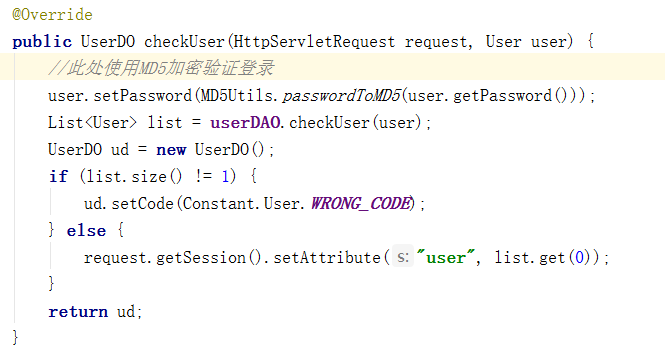 @Override
public UserDO checkUser(HttpServletRequest request, User user) {
//此处使用MD5加密验证登录
user.setPassword(MD5Utils.passwordToMD5(user.getPassword()));
List<User> list = userDAO.checkUser(user);
UserDO ud = new UserDO();
if (list.size() != 1) {
ud.setCode(Constant.User.WRONG_CODE);
} else {
request.getSession().setAttribute( s: "user", list.get(0));
}
return ud;
}